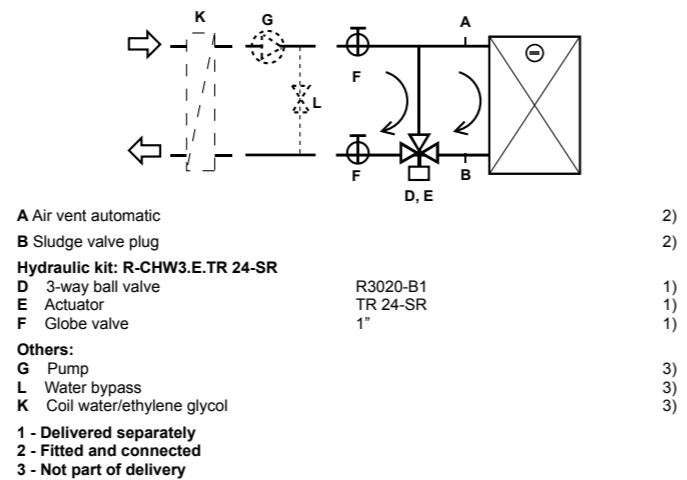 K
G
A
F
L
F
B
D, E
A Air vent automatic 2)
B Sludge valve plug 2)
Hydraulic kit: R-CHW3.E.TR 24-SR
D 3-way ball valve R3020-B1 1)
E Actuator TR 24-SR 1)
F Globe valve 1” 1)
Others:
G Pump 3)
L Water bypass 3)
K Coil water/ethylene glycol 3)
1 - Delivered separately
2 - Fitted and connected
3 - Not part of delivery